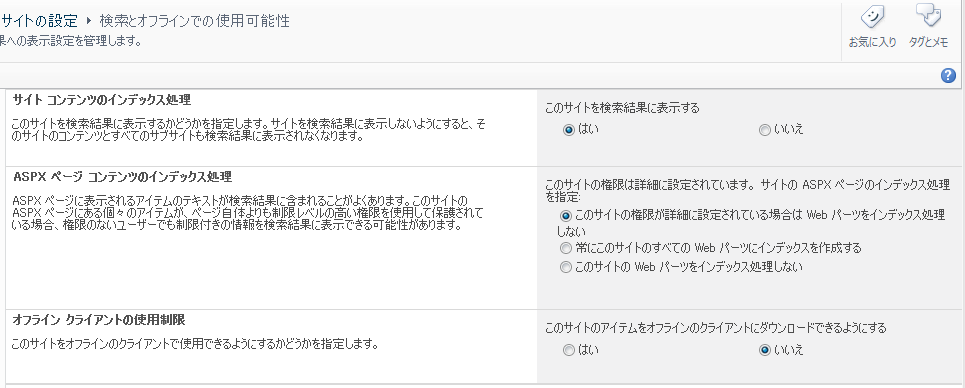 サイトの設定 ▸ 検索とオフラインでの使用可能性
果への表示設定を管理します。
お気に入り
タグとメモ
サイト コンテンツのインデックス処理
このサイトを検索結果に表示するかどうかを指定します。サイトを検索結果に表示しないようにすると、そ
のサイトのコンテンツとすべてのサブサイトも検索結果に表示されなくなります。
このサイトを検索結果に表示する
はい
いいえ
ASPX ページ コンテンツのインデックス処理
ASPX ページに表示されるアイテムのテキストが検索結果に含まれることがよくあります。このサイトの
ASPX ページにある個々のアイテムが、ページ自体よりも制限レベルの高い権限を使用して保護されて
いる場合、権限のないユーザーでも制限付きの情報を検索結果に表示できる可能性があります。
このサイトの権限は詳細に設定されています。サイトの ASPX ページのインデックス処理
を指定:
このサイトの権限が詳細に設定されている場合は Web パーツをインデックス処理
しない
常にこのサイトのすべての Web パーツにインデックスを作成する
このサイトの Web パーツをインデックス処理しない
オフライン クライアントの使用制限
このサイトをオフラインのクライアントで使用できるようにするかどうかを指定します。
このサイトのアイテムをオフラインのクライアントにダウンロードできるようにする
はい
いいえ